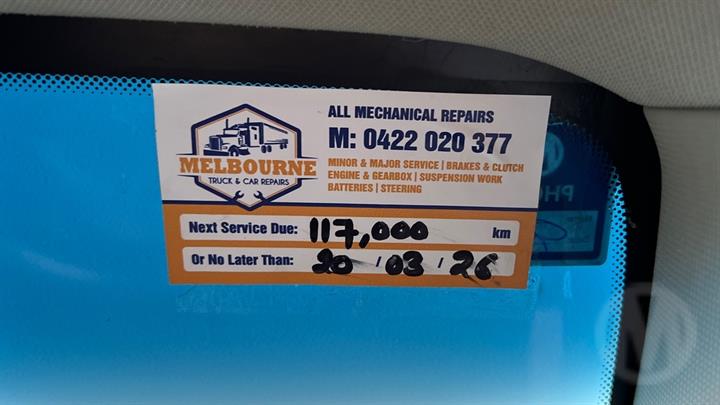 MELBOURNE
TRUCK & CAR REPAIRS
ALL MECHANICAL REPAIRS
M: 0422 020 377
MINOR & MAJOR SERVICE | BRAKES & CLUTCH
ENGINE & GEARBOX | SUSPENSION WORK
BATTERIES | STEERING
Next Service Due: 117,000 km
Or No Later Than: 20 / 03 / 26